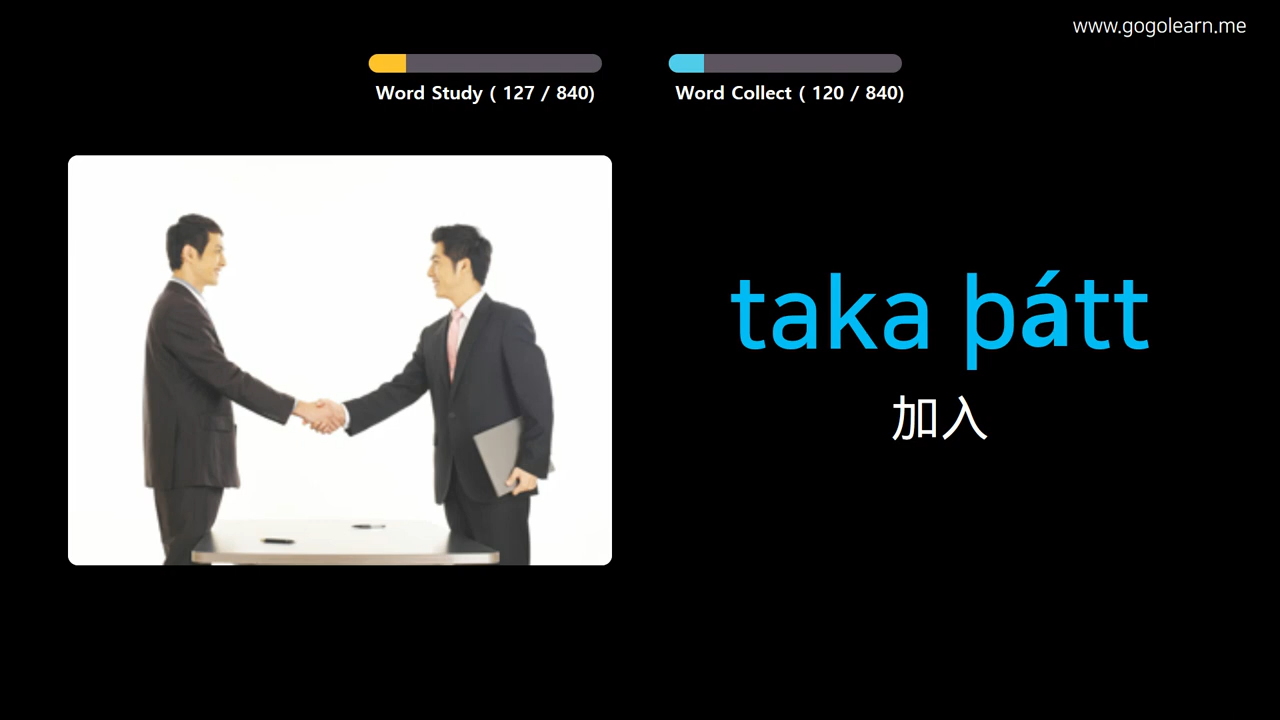 www.gogolearn.me
Word Study ( 127 / 840)
Word Collect ( 120 / 840)
taka þátt
加入